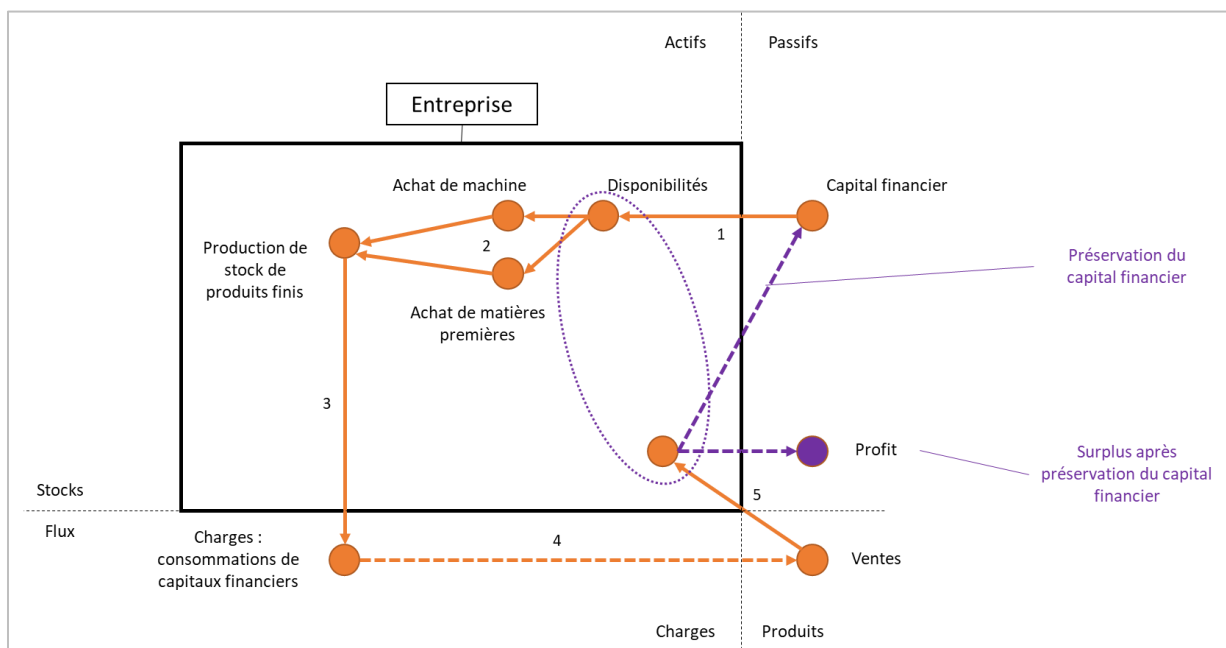 Actifs
Passifs
Entreprise
Achat de machine
Disponibilités
Capital financier
1
2
Production de
stock de
produits finis
Préservation du
capital financier
Achat de matières
premières
3
Profit
Surplus après
préservation du capital
financier
Stocks
5
Flux
Charges :
consommations de
capitaux financiers
4
Ventes
Charges
Produits